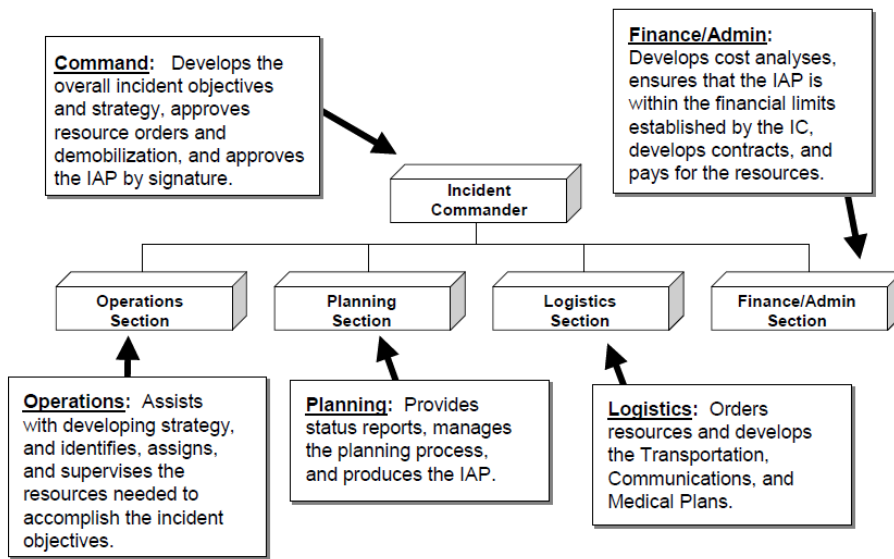 Command:  Develops the
overall incident objectives
and strategy, approves
resource orders and
demobilization, and approves
the IAP by signature.
Finance/Admin:
Develops cost analyses,
ensures that the IAP is
within the financial limits
established by the IC,
develops contracts, and
pays for the resources.
Incident
Commander
Operations
Section
Planning
Section
Logistics
Section
Finance/Admin
Section
Operations:  Assists
with developing strategy,
and identifies, assigns,
and supervises the
resources needed to
accomplish the incident
objectives.
Planning:  Provides
status reports, manages
the planning process,
and produces the IAP.
Logistics:  Orders
resources and develops
the Transportation,
Communications, and
Medical Plans.